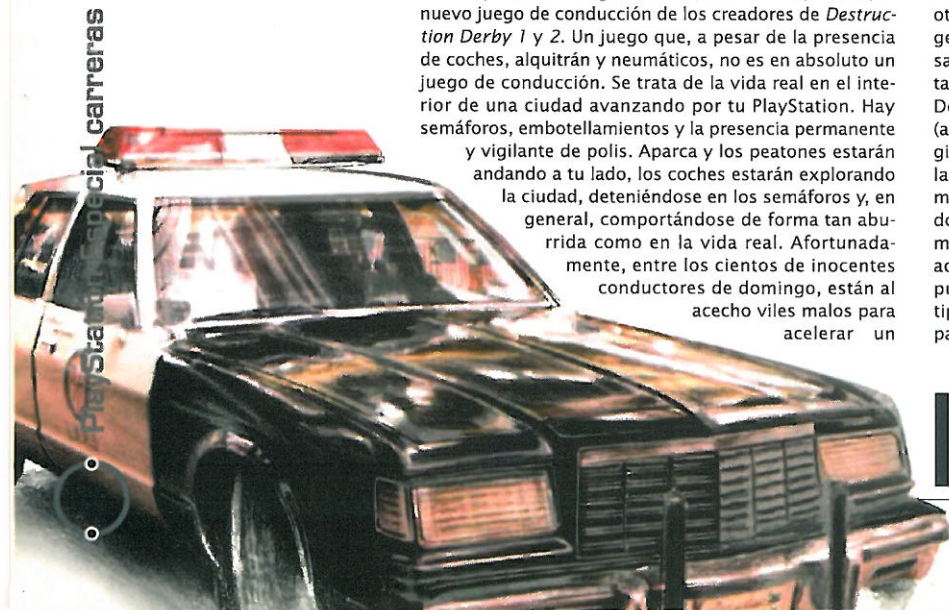 PlayStation especial carreras
nuevo juego de conducción de los creadores de Destruc-
tion Derby 1 y 2. Un juego que, a pesar de la presencia
de coches, alquitrán y neumáticos, no es en absoluto un
juego de conducción. Se trata de la vida real en el inte-
rior de una ciudad avanzando por tu PlayStation. Hay
semáforos, embotellamientos y la presencia permanente
y vigilante de polis. Aparca y los peatones estarán
andando a tu lado, los coches estarán explorando
la ciudad, deteniéndose en los semáforos y, en
general, comportándose de forma tan abu-
rrida como en la vida real. Afortunada-
mente, entre los cientos de inocentes
conductores de domingo, están al
acecho viles malos para
acelerar un